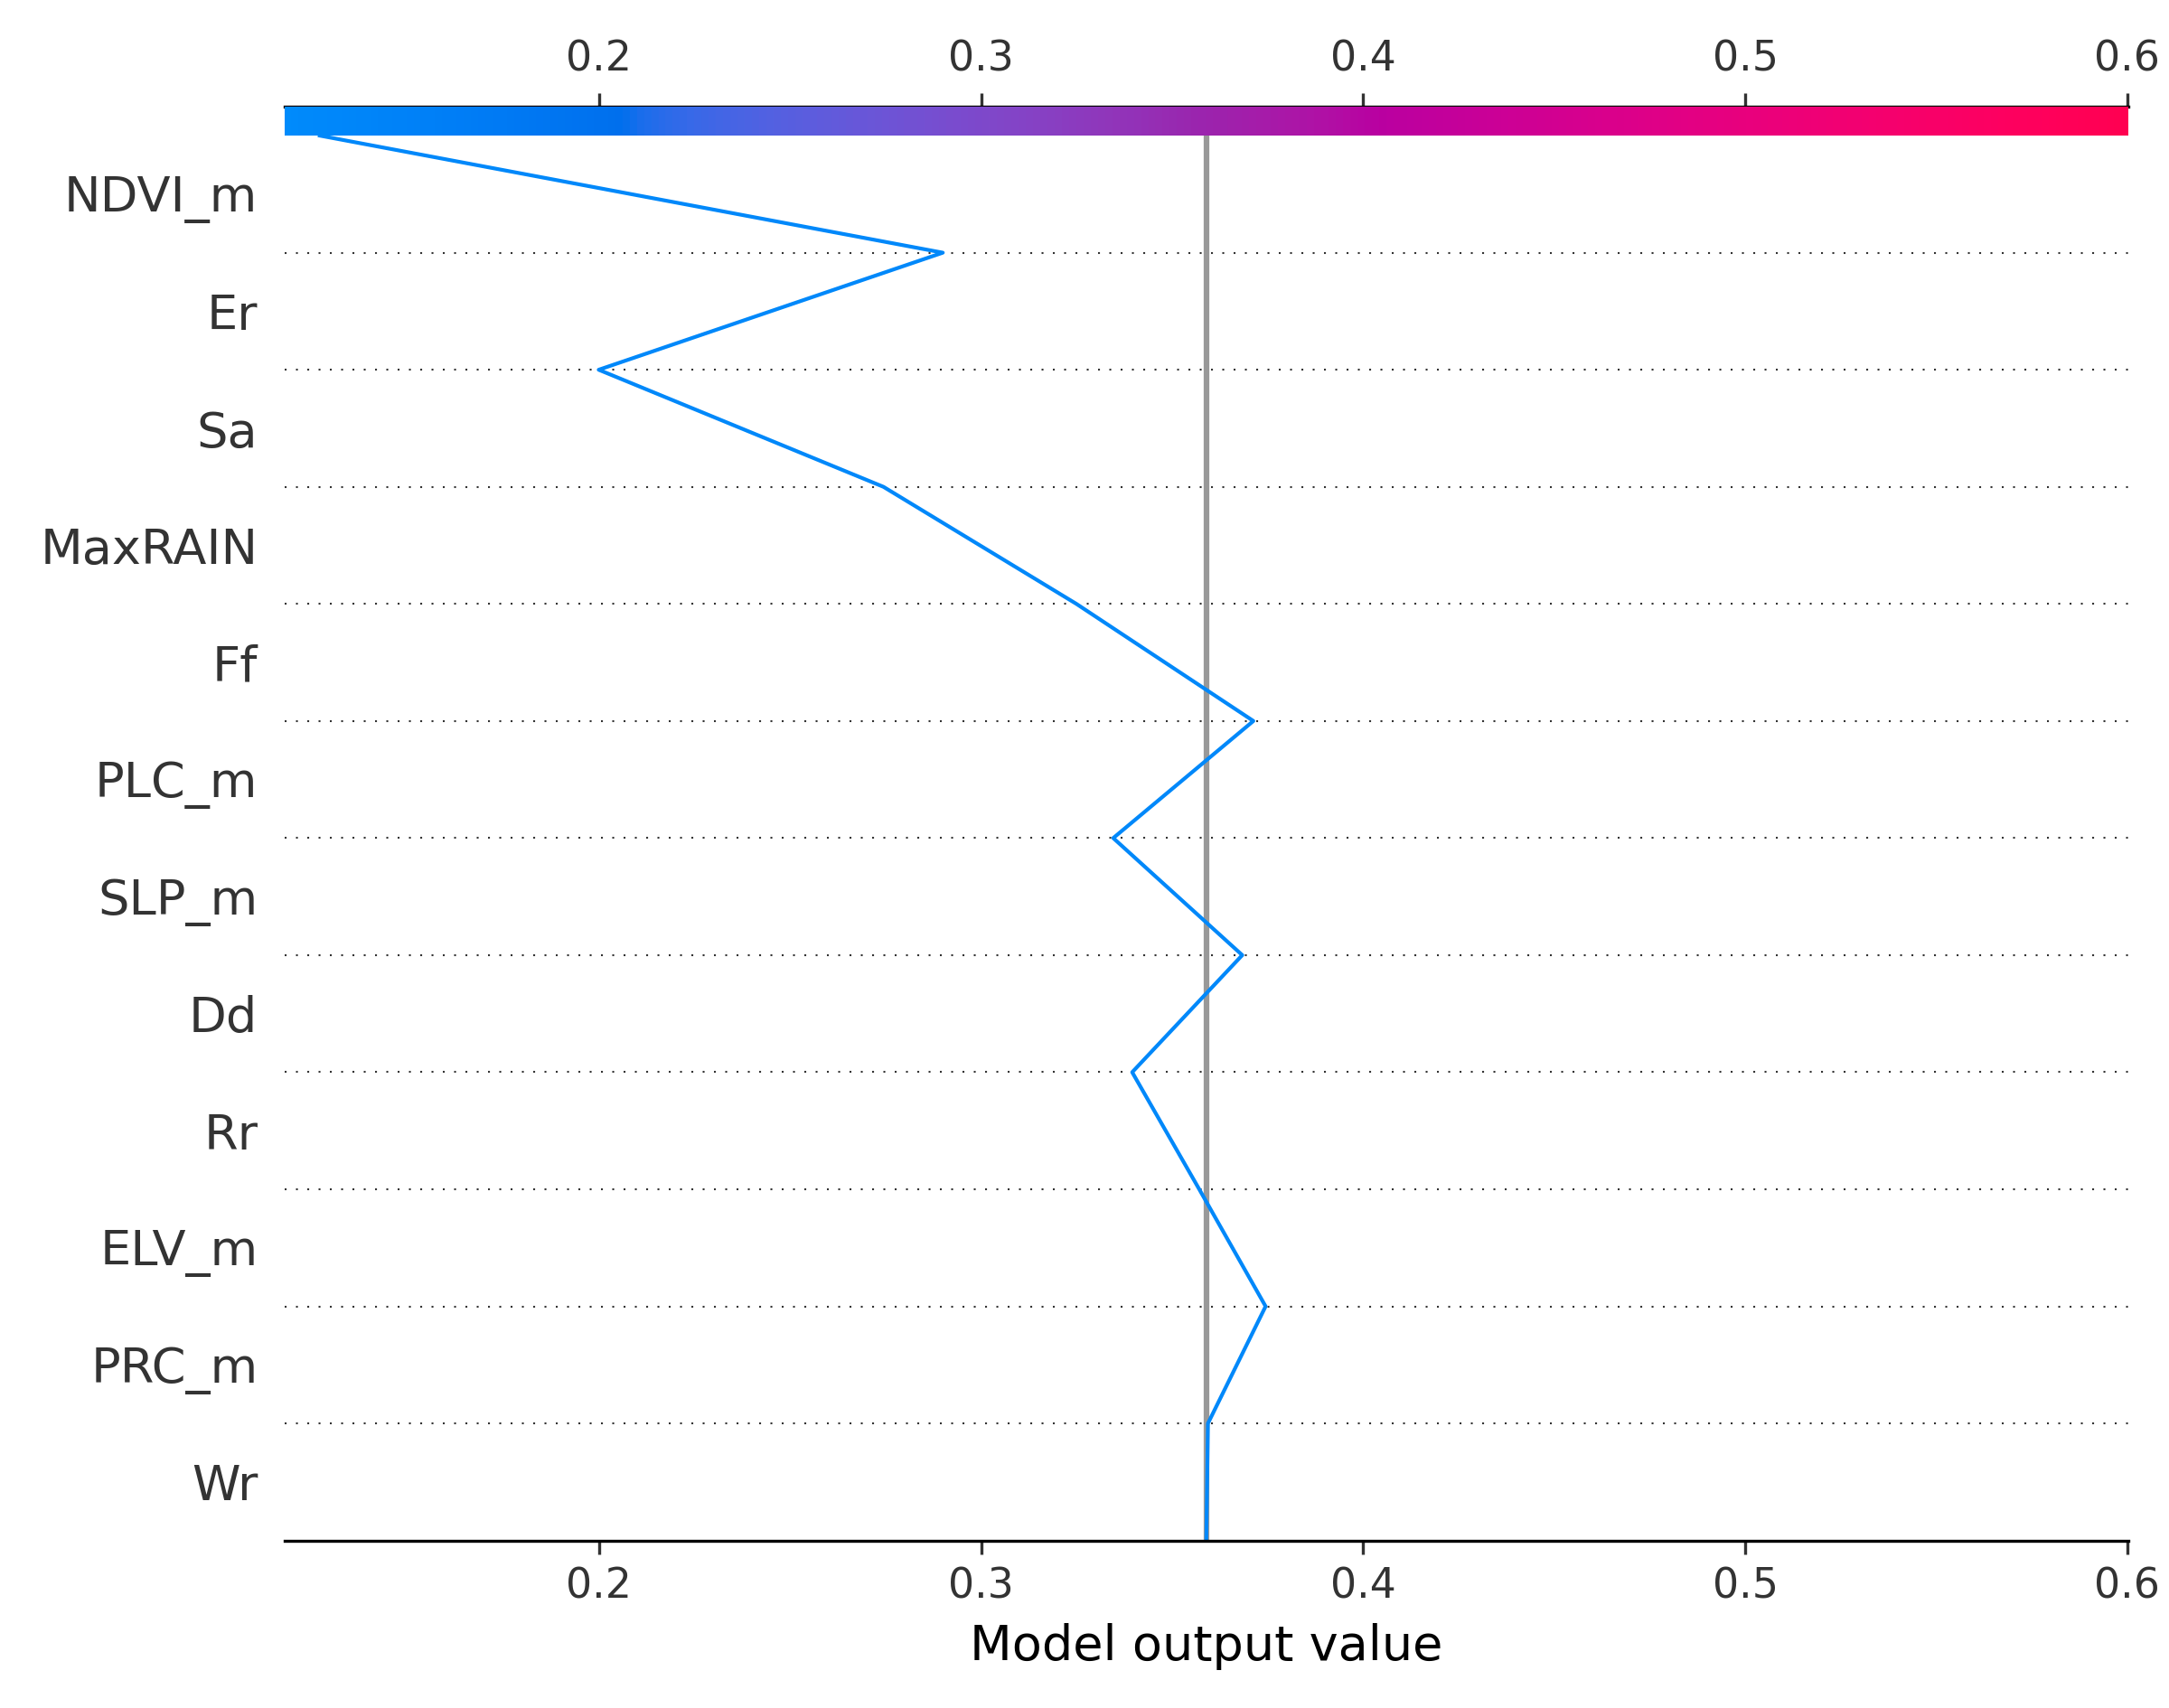 0.2 0.3 0.4 0.5 0.6
NDVI_m
Er
Sa
MaxRAIN
Ff
PLC_m
SLP_m
Dd
Rr
ELV_m
PRC_m
Wr
0.2 0.3 0.4 0.5 0.6
Model output value